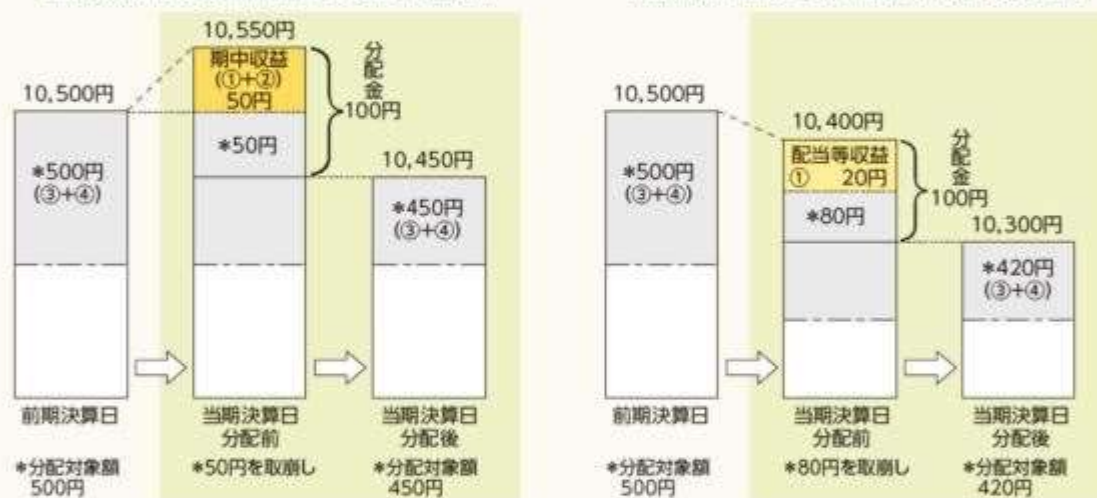 10,550円
期中収益
(①+②)
50円
分配金
100円
10,500円
*50円
*500円
(③+④)
10,450円
*450円
(③+④)
前期決算日
当期決算日
分配前
当期決算日
分配後
*分配対象額
500円
*50円を取崩し
*分配対象額
450円
10,500円
10,400円
配当等収益
① 20円
分配金
100円
*500円
(③+④)
*80円
10,300円
*420円
(③+④)
前期決算日
当期決算日
分配前
当期決算日
分配後
*分配対象額
500円
*80円を取崩し
*分配対象額
420円